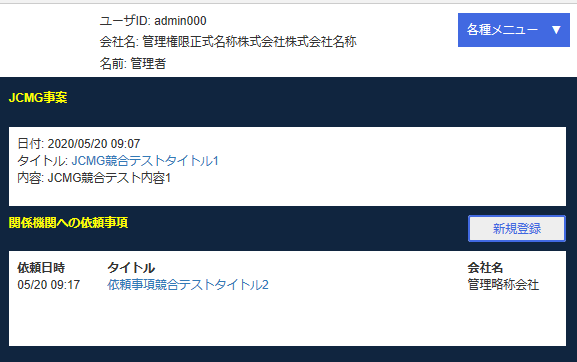 ユーザID: admin000
会社名: 管理権限正式名称株式会社株式会社名称
名前: 管理者
各種メニュー ▼
JCMG事案
日付: 2020/05/20 09:07
タイトル: JCMG競合テストタイトル1
内容: JCMG競合テスト内容1
関係機関への依頼事項
新規登録
依頼日時 タイトル 会社名
05/20 09:17 依頼事項競合テストタイトル2 管理略称会社